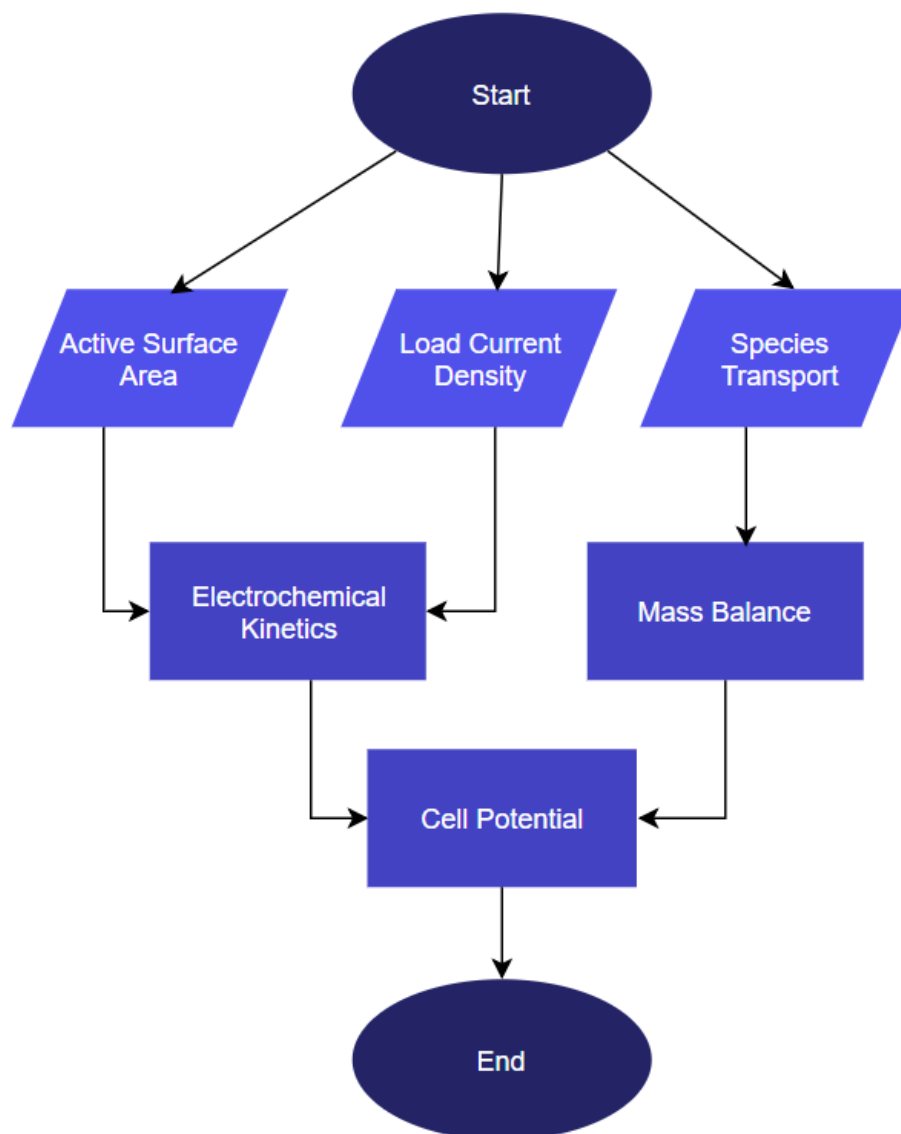 Start
Active Surface
Area
Load Current
Density
Species
Transport
Electrochemical
Kinetics
Mass Balance
Cell Potential
End